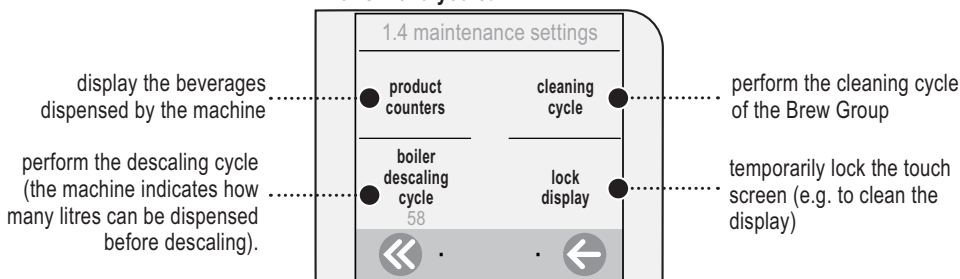 1.4 maintenance settings
display the beverages
dispensed by the machine
product
counters
cleaning
cycle
perform the cleaning cycle
of the Brew Group
perform the descaling cycle
(the machine indicates how
many litres can be dispensed
before descaling).
boiler
descaling
cycle
58
lock
display
temporarily lock the touch
screen (e.g. to clean the
display)